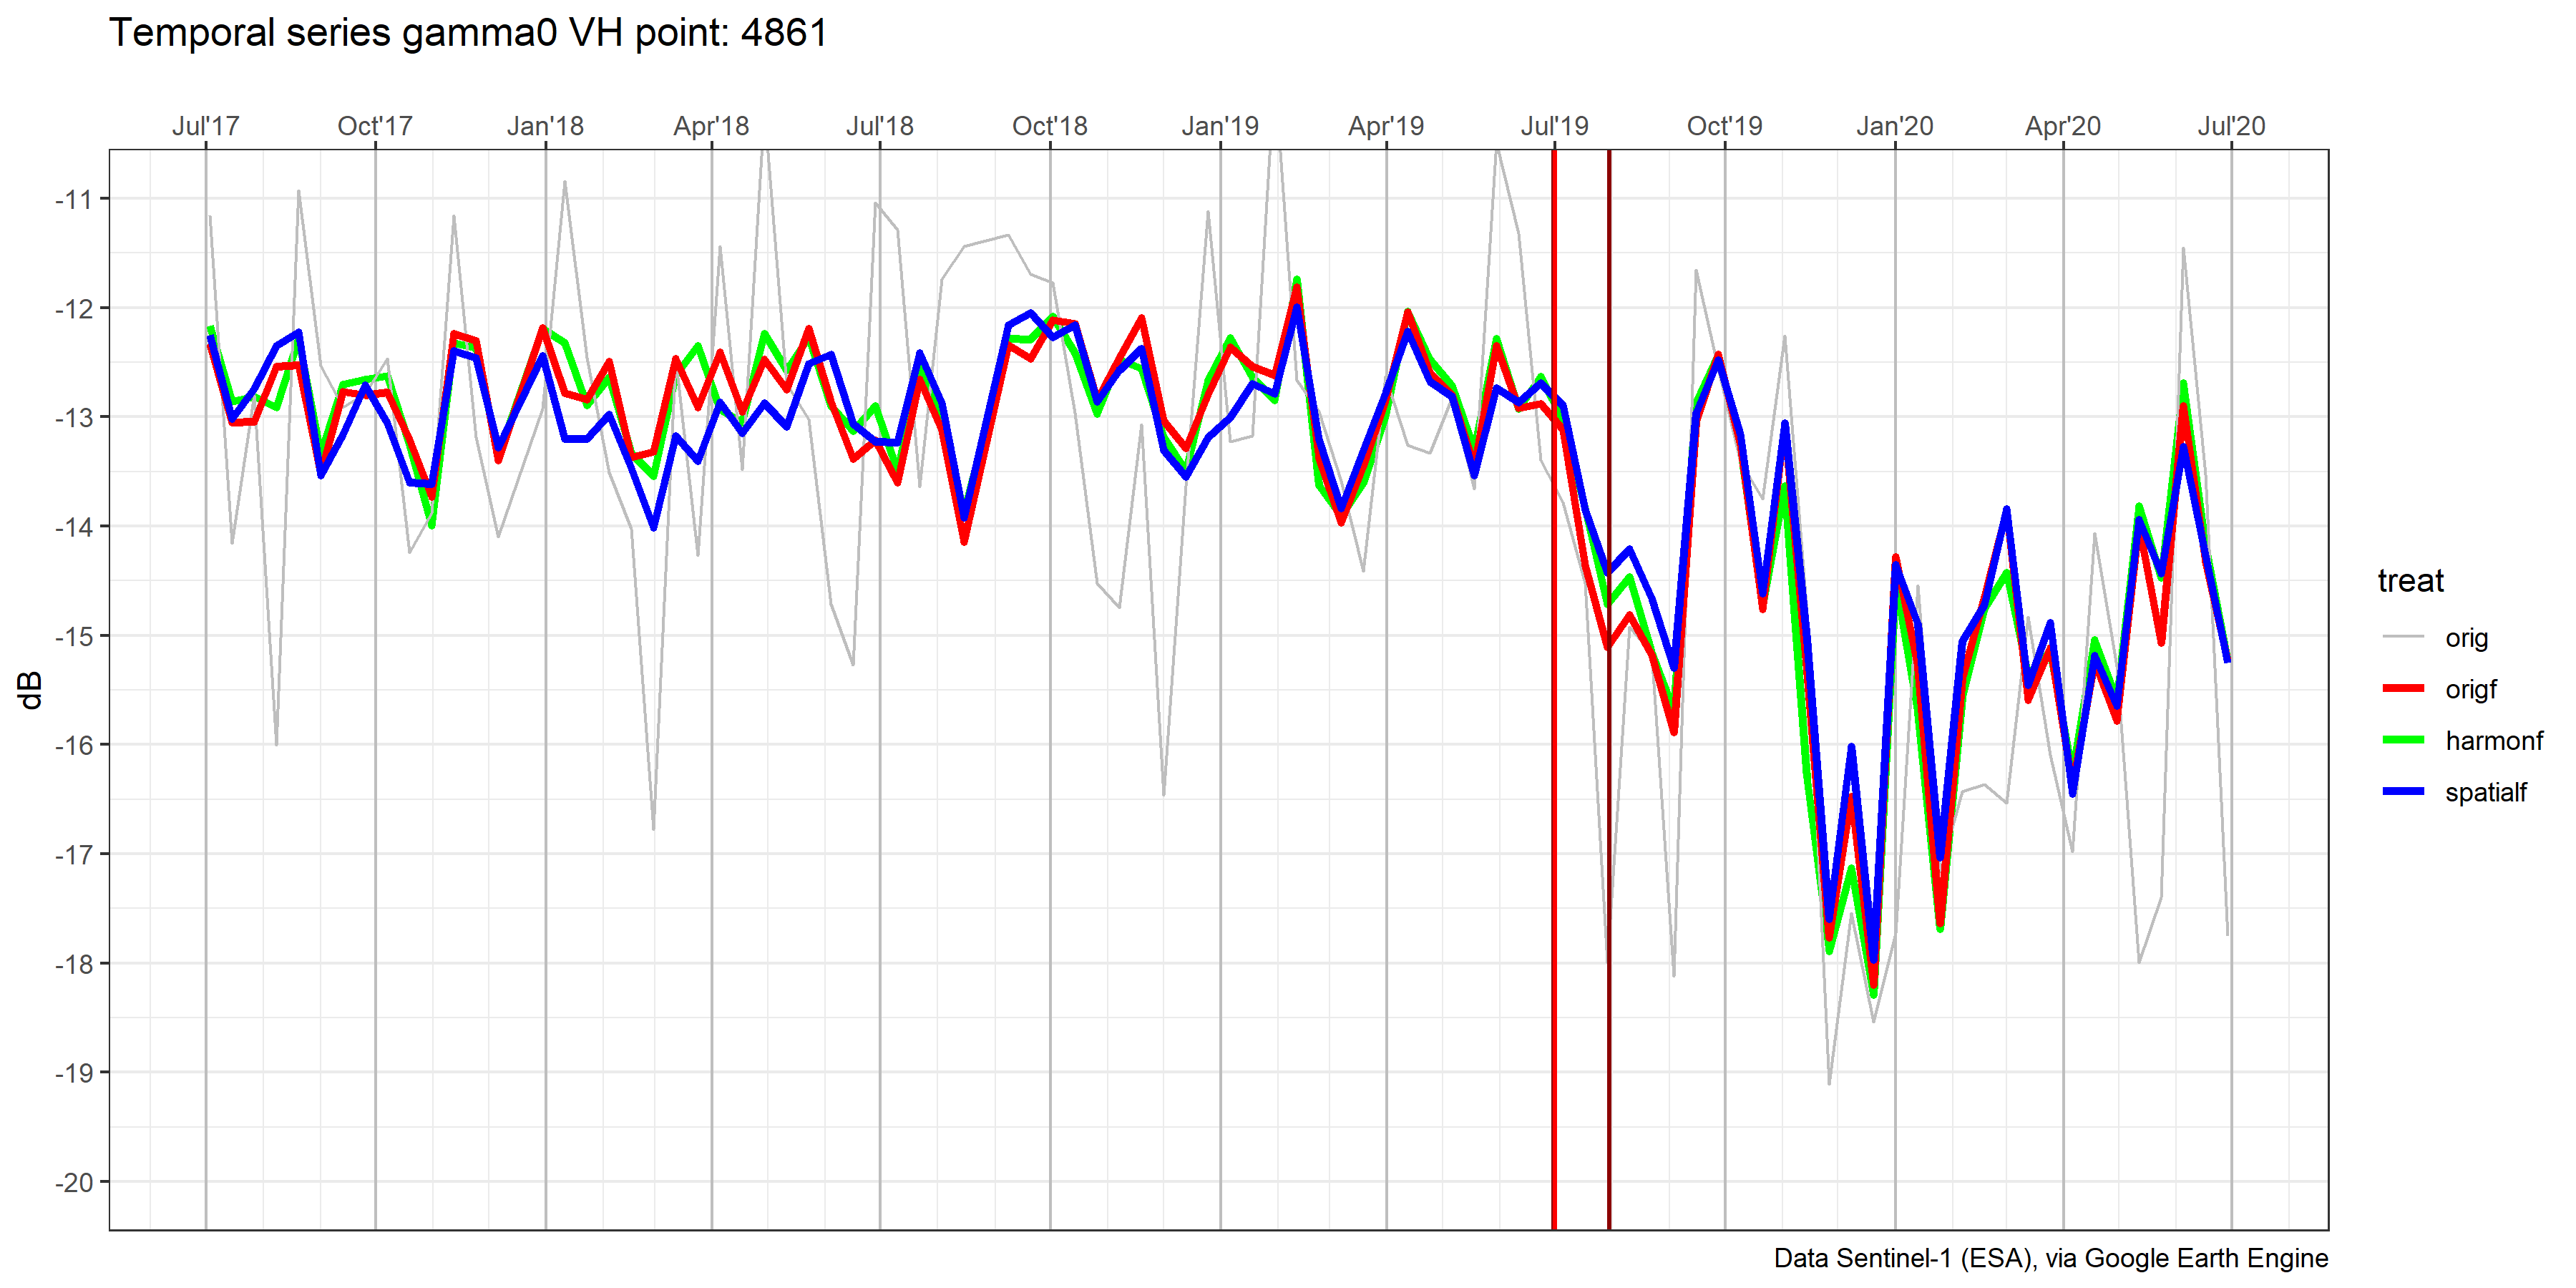 Temporal series gamma0 VH point: 4861
Jul'17 Oct'17 Jan'18 Apr'18 Jul'18 Oct'18 Jan'19 Apr'19 Jul'19 Oct'19 Jan'20 Apr'20 Jul'20
-11
-12
-13
-14
-15
-16
-17
-18
-19
-20
dB
treat
orig
origf
harmonf
spatialf
Data Sentinel-1 (ESA), via Google Earth Engine